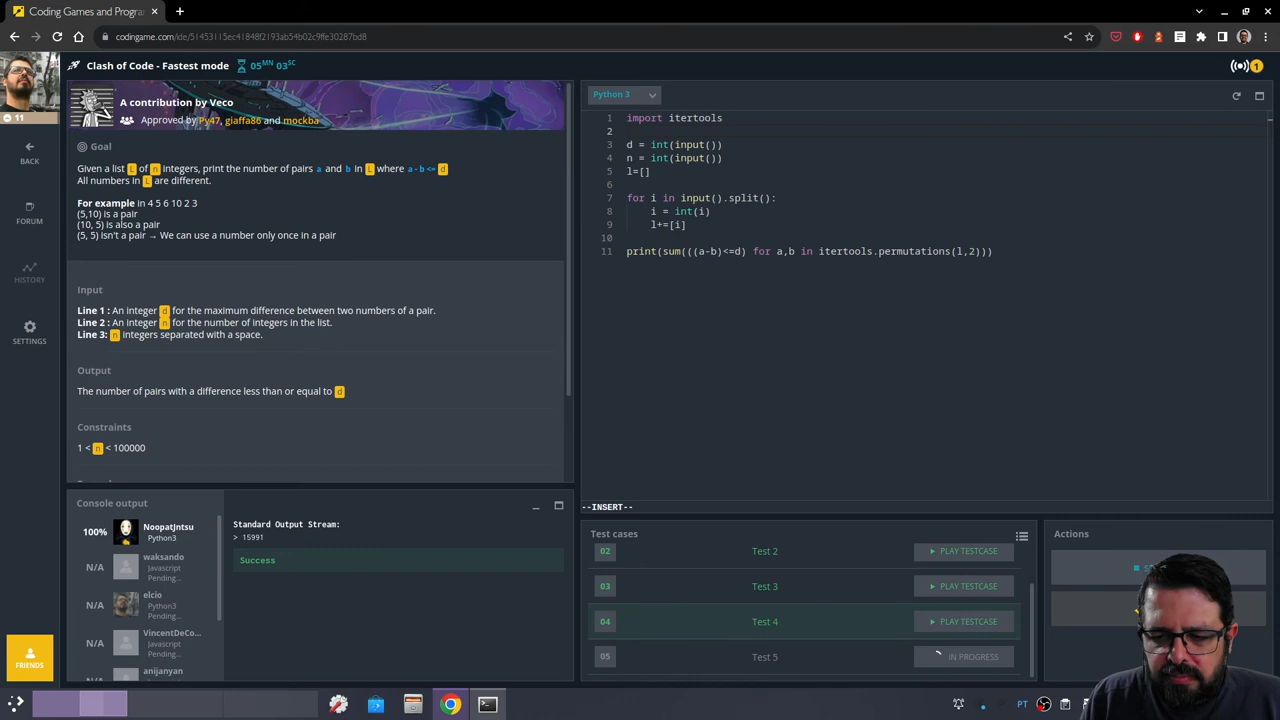 Coding Games and Progra
codingame.com/ide/51453115ec41848f2193ab54b02c9ffe30287bd8
Clash of Code - Fastest mode
05MN 03SC
1
11
BACK
FORUM
HISTORY
SETTINGS
FRIENDS
A contribution by Veco
Approved by Py47, giaffa86 and mockba
Goal
Given a list L of n integers, print the number of pairs a and b in L where a-b <= d
All numbers in L are different.
For example in 4 5 6 10 2 3
(5,10) is a pair
(10, 5) is also a pair
(5, 5) isn't a pair → We can use a number only once in a pair
Input
Line 1 : An integer d for the maximum difference between two numbers of a pair.
Line 2 : An integer n for the number of integers in the list.
Line 3: n integers separated with a space.
Output
The number of pairs with a difference less than or equal to d
Constraints
1 < n < 100000
Console output
100% NoopatJntsu
Python3
N/A waksando
Javascript
Pending...
N/A elcio
Python3
Pending...
N/A VincentDeCo...
Javascript
Pending...
N/A anijanyan
Standard Output Stream:
> 15991
Success
Python 3
1 import itertools
2
3 d = int(input())
4 n = int(input())
5 l=[]
6
7 for i in input().split():
8     i = int(i)
9     l+=[i]
10
11 print(sum(((a-b)<=d) for a,b in itertools.permutations(l,2)))
--INSERT--
Test cases
02 Test 2 PLAY TESTCASE
03 Test 3 PLAY TESTCASE
04 Test 4 PLAY TESTCASE
05 Test 5 IN PROGRESS
Actions
PT